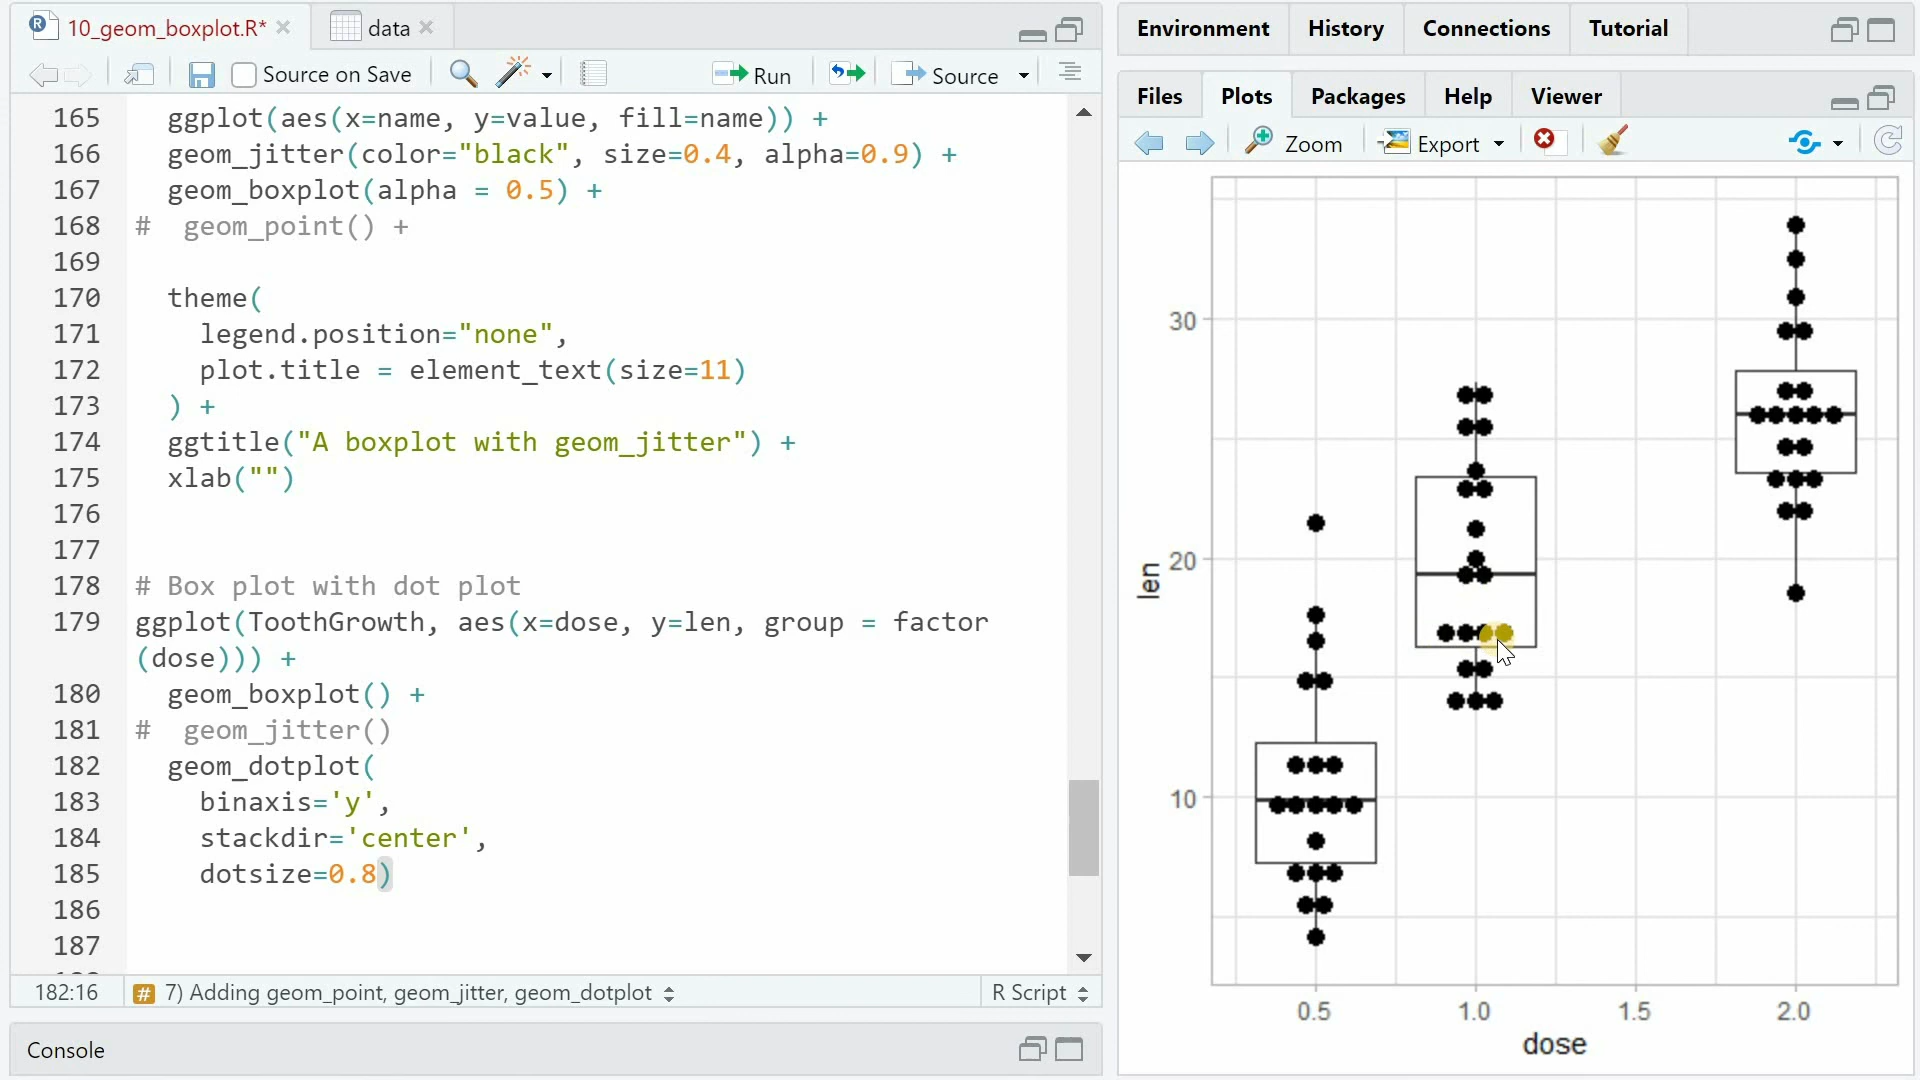 10_geom_boxplot.R*
data
Source on Save
Run
Source
165 ggplot(aes(x=name, y=value, fill=name)) +
166 geom_jitter(color="black", size=0.4, alpha=0.9) +
167 geom_boxplot(alpha = 0.5) +
168 #  geom_point() +
169
170 theme(
171 legend.position="none",
172 plot.title = element_text(size=11)
173 ) +
174 ggtitle("A boxplot with geom_jitter") +
175 xlab("")
176
177
178 # Box plot with dot plot
179 ggplot(ToothGrowth, aes(x=dose, y=len, group = factor
(dose))) +
180 geom_boxplot() +
181 #  geom_jitter()
182 geom_dotplot(
183 binaxis='y',
184 stackdir='center',
185 dotsize=0.8)
186
187
182:16
# 7) Adding geom_point, geom_jitter, geom_dotplot
R Script
Console
Environment
History
Connections
Tutorial
Files
Plots
Packages
Help
Viewer
Zoom
Export
30
20
10
len
0.5
1.0
1.5
2.0
dose